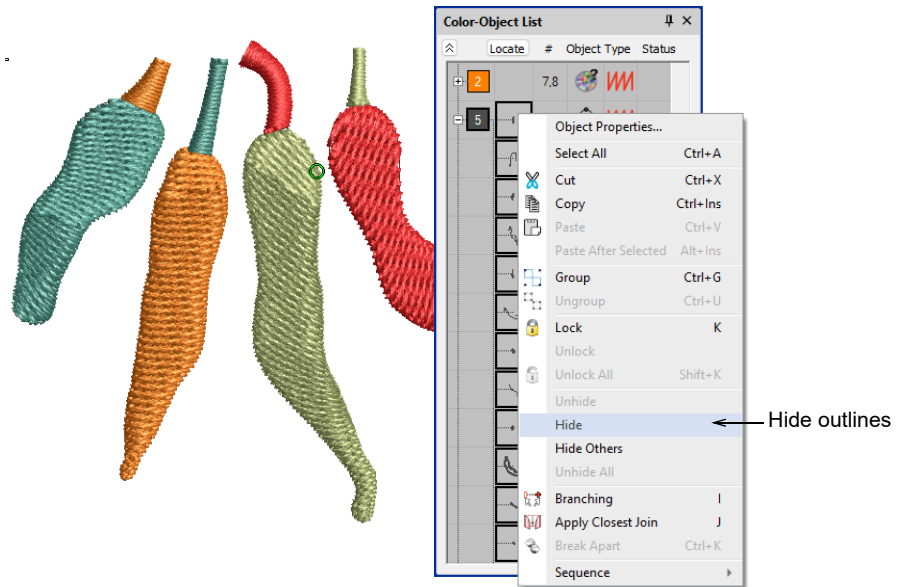 Color-Object List
Locate # Object Type Status
2 7,8
5
Object Properties...
Select All Ctrl+A
Cut Ctrl+X
Copy Ctrl+Ins
Paste Ctrl+V
Paste After Selected Alt+Ins
Group Ctrl+G
Ungroup Ctrl+U
Lock K
Unlock
Unlock All Shift+K
Unhide
Hide
Hide outlines
Hide Others
Unhide All
Branching I
Apply Closest Join J
Break Apart Ctrl+K
Sequence